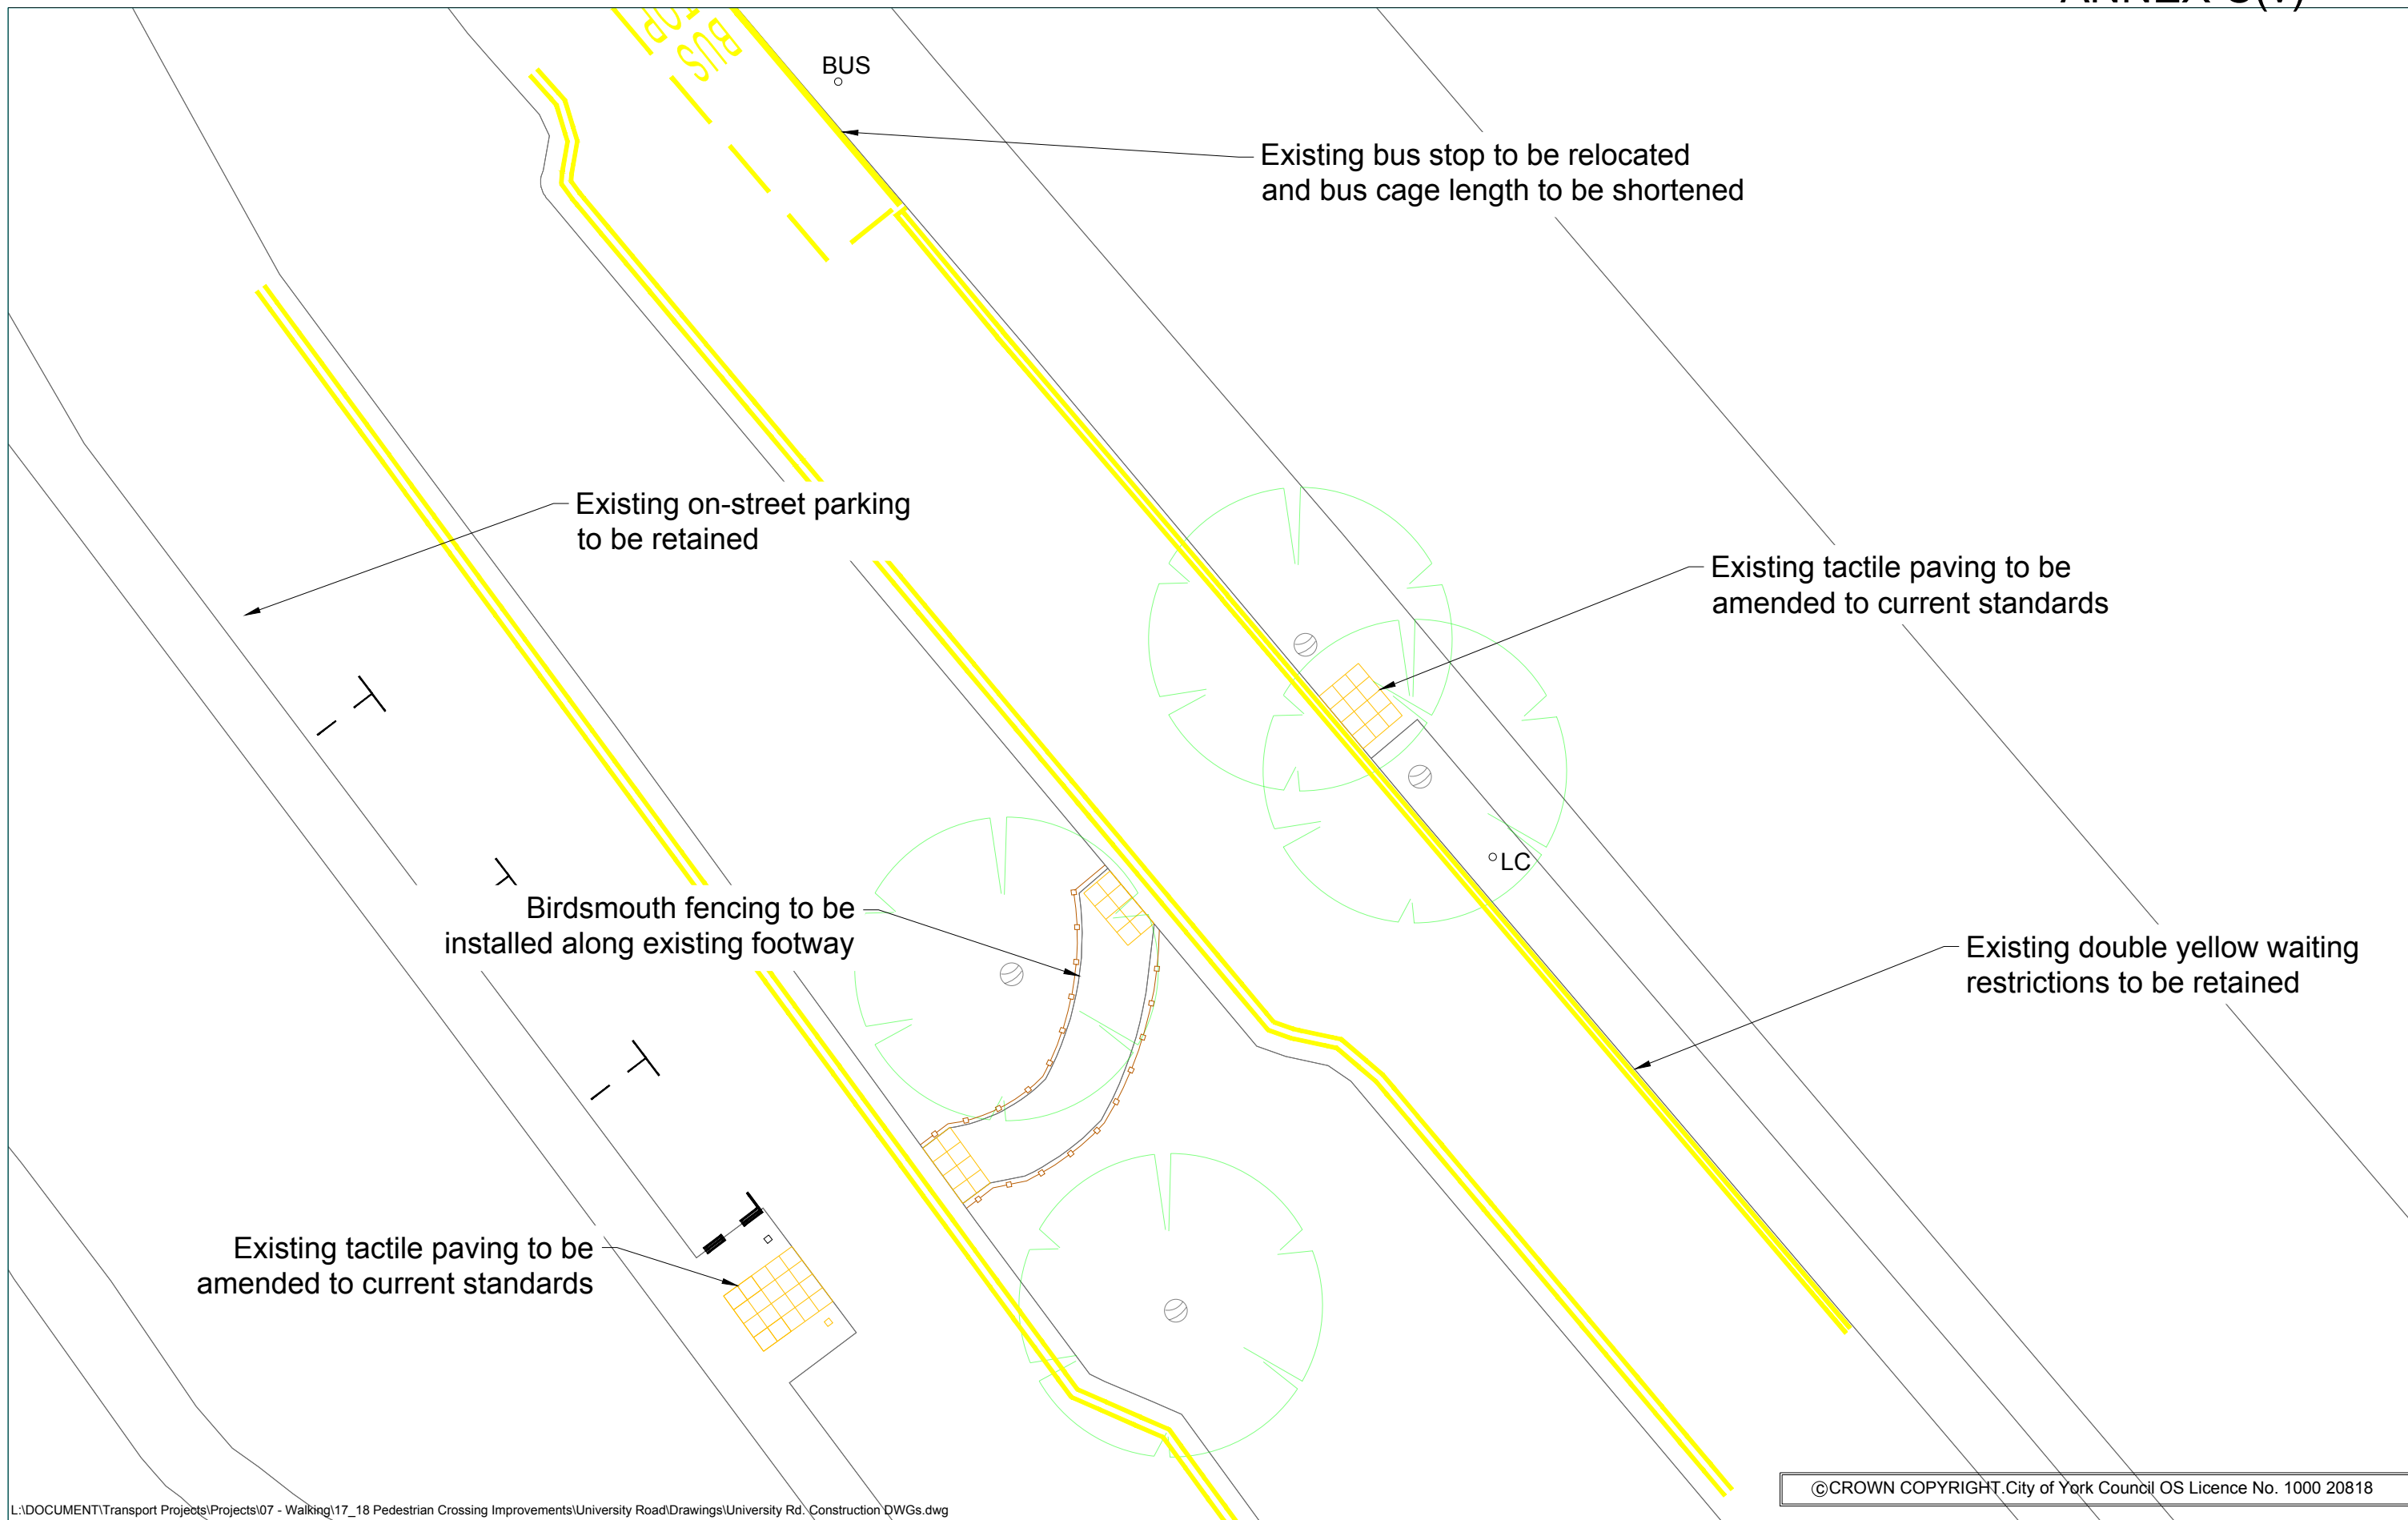 BUS
Existing bus stop to be relocated
and bus cage length to be shortened
Existing on-street parking
to be retained
Existing tactile paving to be
amended to current standards
LC
Birdsmouth fencing to be
installed along existing footway
Existing double yellow waiting
restrictions to be retained
Existing tactile paving to be
amended to current standards
©CROWN COPYRIGHT.City of York Council OS Licence No. 1000 20818
L:\DOCUMENT\Transport Projects\Projects\07 - Walking\17_18 Pedestrian Crossing Improvements\University Road\Drawings\University Rd. Construction DWGs.dwg